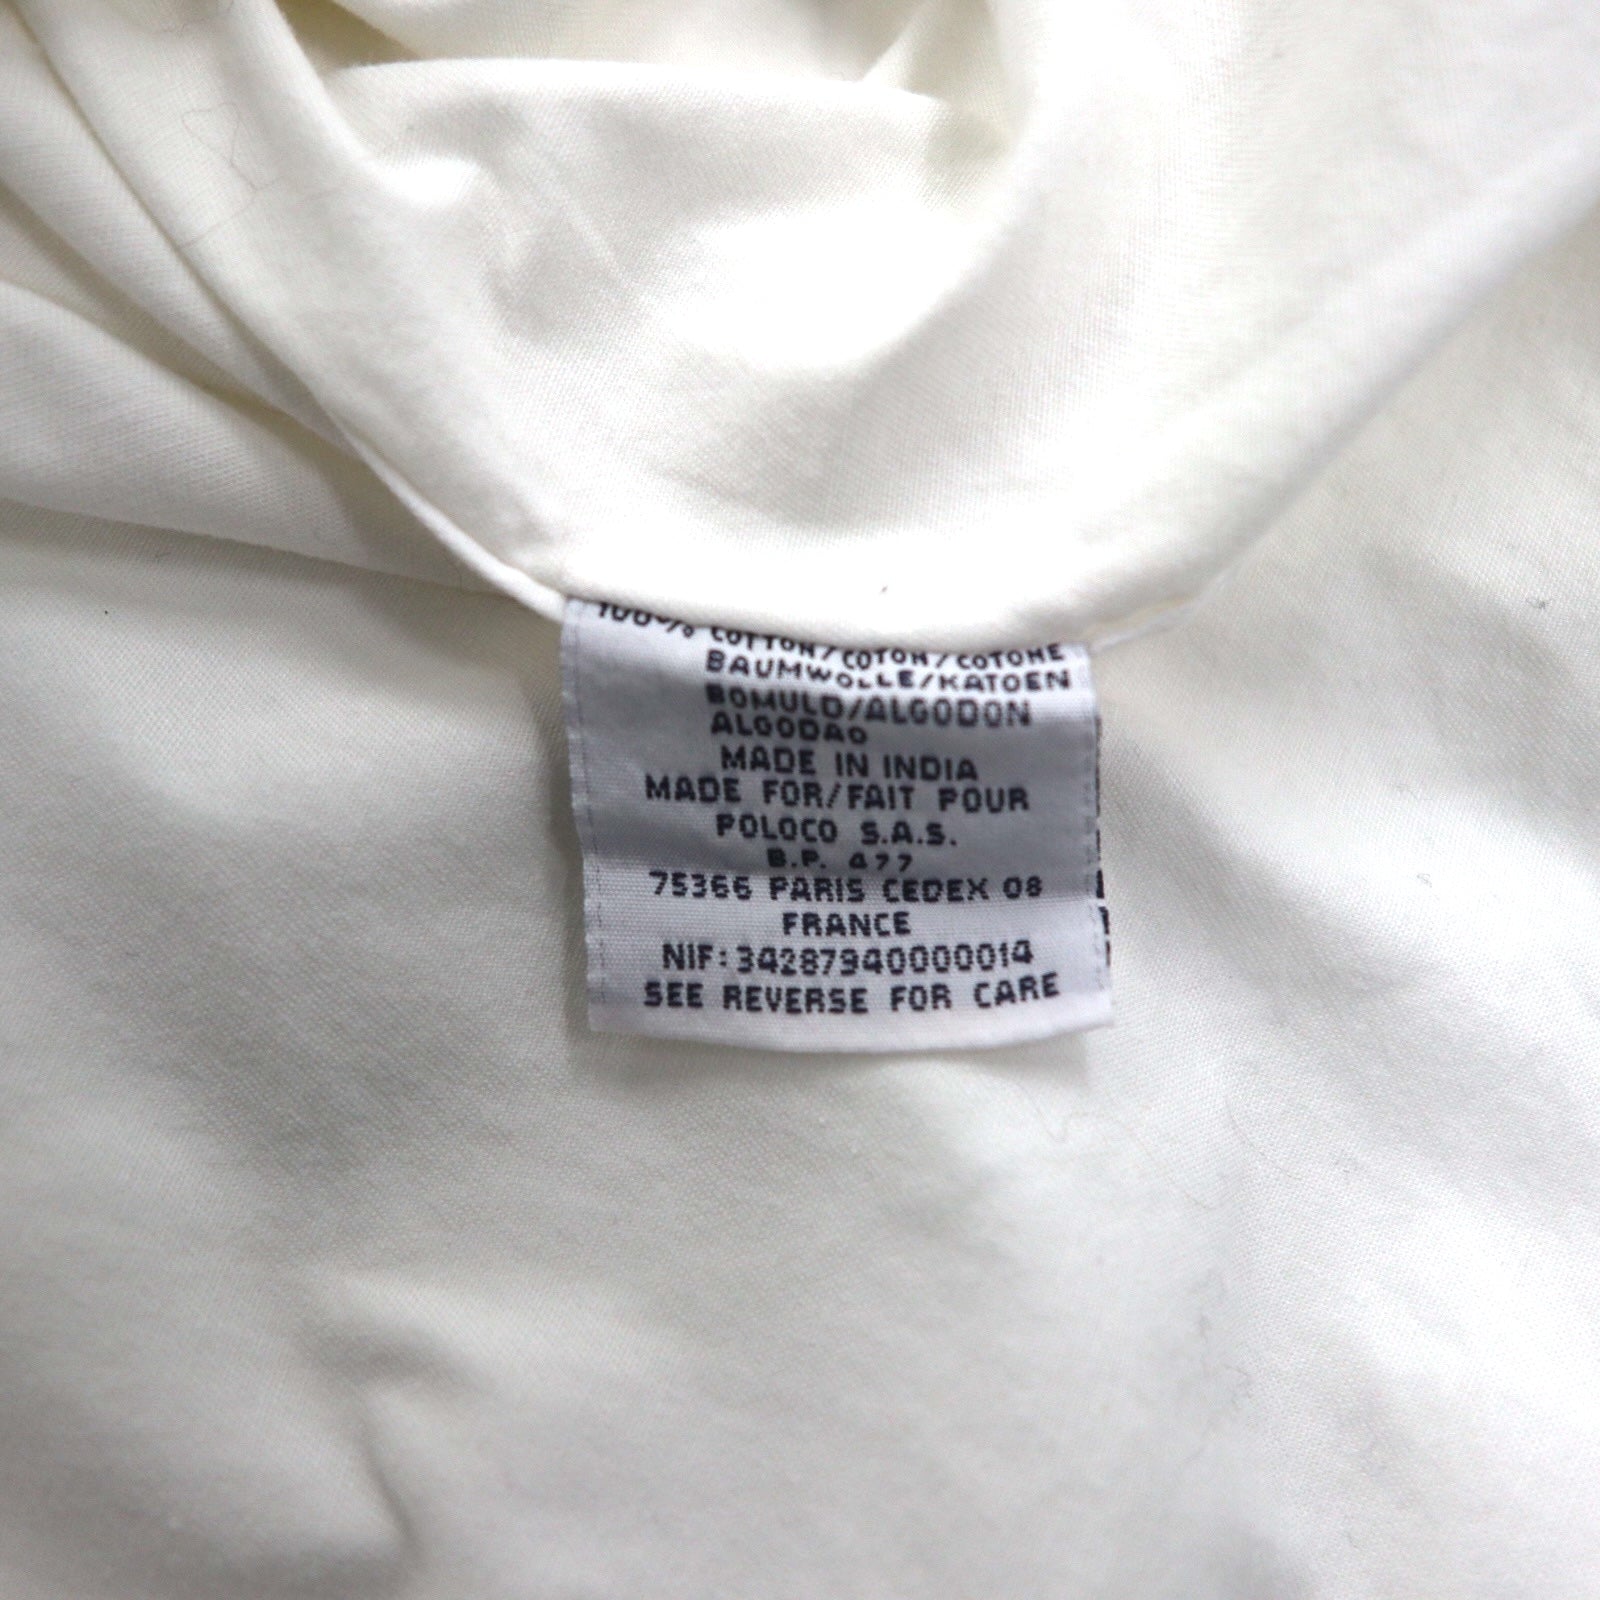 100% COTTON/COTON/COTONE
BAUMWOLLE/KATOEN
BOMULD/ALGODON
ALGODAO
MADE IN INDIA
MADE FOR/FAIT POUR
POLOCO S.A.S.
B.P. 477
75366 PARIS CEDEX 08
FRANCE
NIF:34287940000014
SEE REVERSE FOR CARE